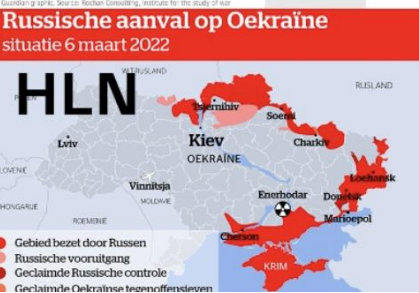 Guardian graphic. Source: Rochan Consulting, Institute for the study of war
Russische aanval op Oekraïne
situatie 6 maart 2022
HLN
WIT-RUSLAND
RUSLAND
Tsjernihiv
Soemi
Lviv
Kiev
Charkiv
OEKRAÏNE
Vinnitsja
Loehansk
Enerhodar
Donetsk
MOLDAVIË
HONGARIJE
Marioepol
ROEMENIË
Cherson
KRIM
Gebied bezet door Russen
Russische vooruitgang
Geclaimde Russische controle
Geclaimde Oekraïnse tegenoffensieven